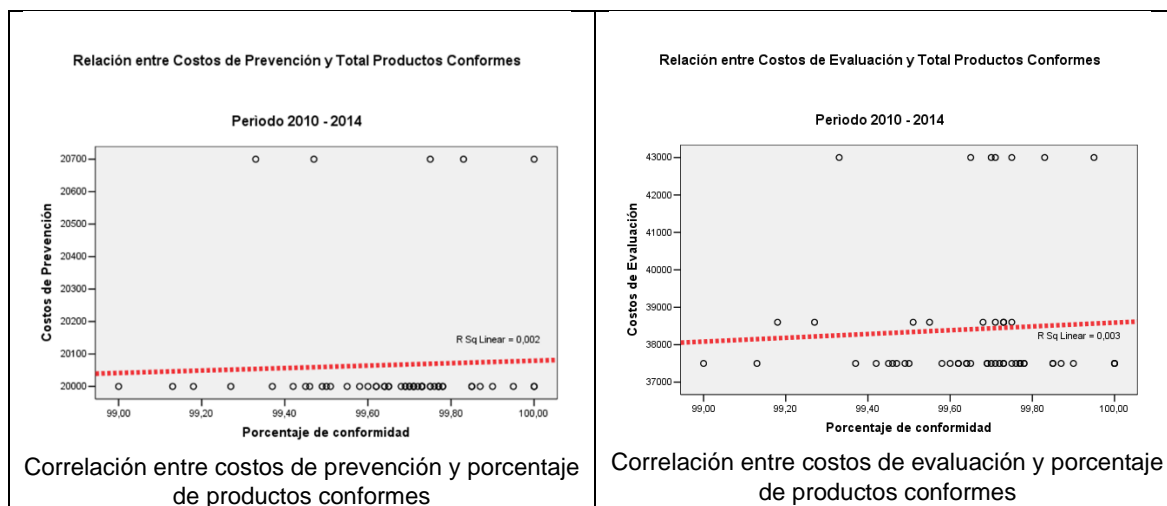 Relación entre Costos de Prevención y Total Productos Conformes
Periodo 2010 - 2014
Costos de Prevención
20700
20600
20500
20400
20300
20200
20100
20000
R Sq Linear = 0,002
99,00 99,20 99,40 99,60 99,80 100,00
Porcentaje de conformidad
Correlación entre costos de prevención y porcentaje
de productos conformes
Relación entre Costos de Evaluación y Total Productos Conformes
Periodo 2010 - 2014
Costos de Evaluación
43000
42000
41000
40000
39000
38000
37000
R Sq Linear = 0,003
99,00 99,20 99,40 99,60 99,80 100,00
Porcentaje de conformidad
Correlación entre costos de evaluación y porcentaje
de productos conformes